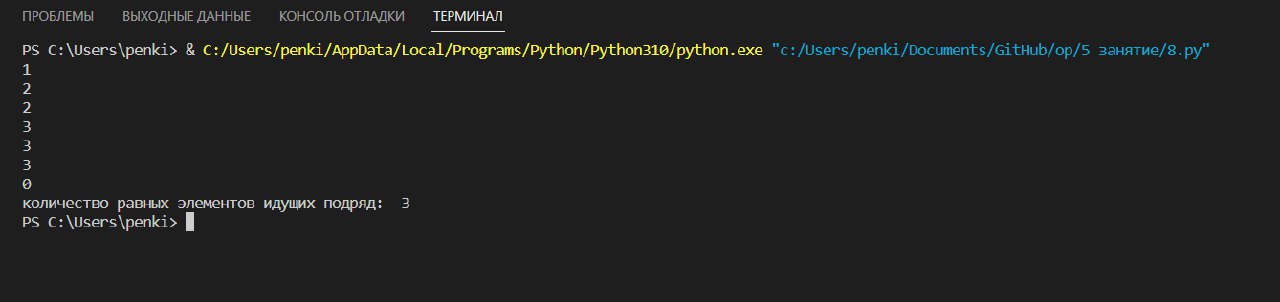 ПРОБЛЕМЫ ВЫХОДНЫЕ ДАННЫЕ КОНСОЛЬ ОТЛАДКИ ТЕРМИНАЛ
PS C:\Users\penki> & C:/Users/penki/AppData/Local/Programs/Python/Python310/python.exe "c:/Users/penki/Documents/GitHub/op/5 занятие/8.py"
1
2
2
3
3
3
0
количество равных элементов идущих подряд:  3
PS C:\Users\penki>